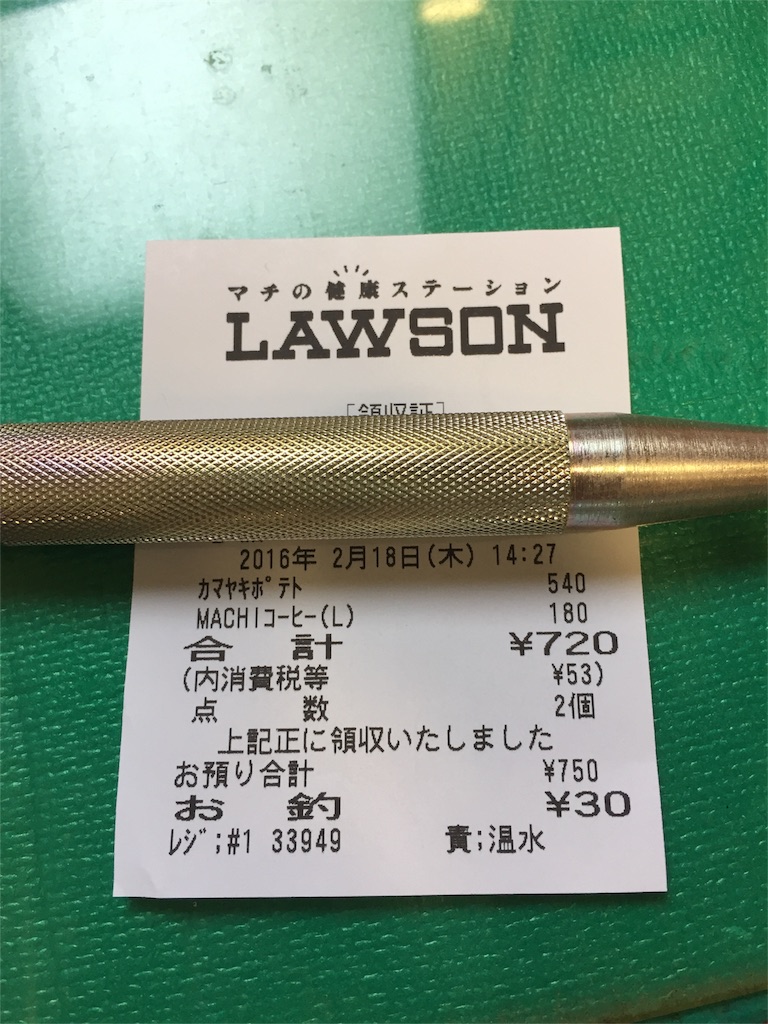 マチの健康ステーション
LAWSON
[領収証]
2016年 2月18日(木) 14:27
カマヤキポテト 540
MACHIコーヒー(L) 180
合 計 ¥720
(内消費税等 ¥53)
点 数 2個
上記正に領収いたしました
お預り合計 ¥750
お 釣 ¥30
レジ;#1 33949 責;温水